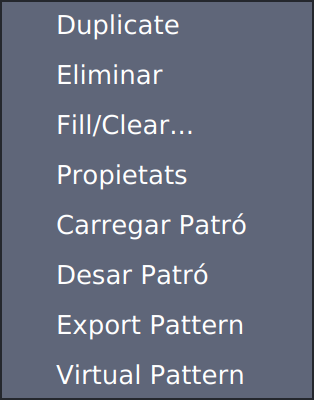 Duplicate
Eliminar
Fill/Clear...
Propietats
Carregar Patró
Desar Patró
Export Pattern
Virtual Pattern